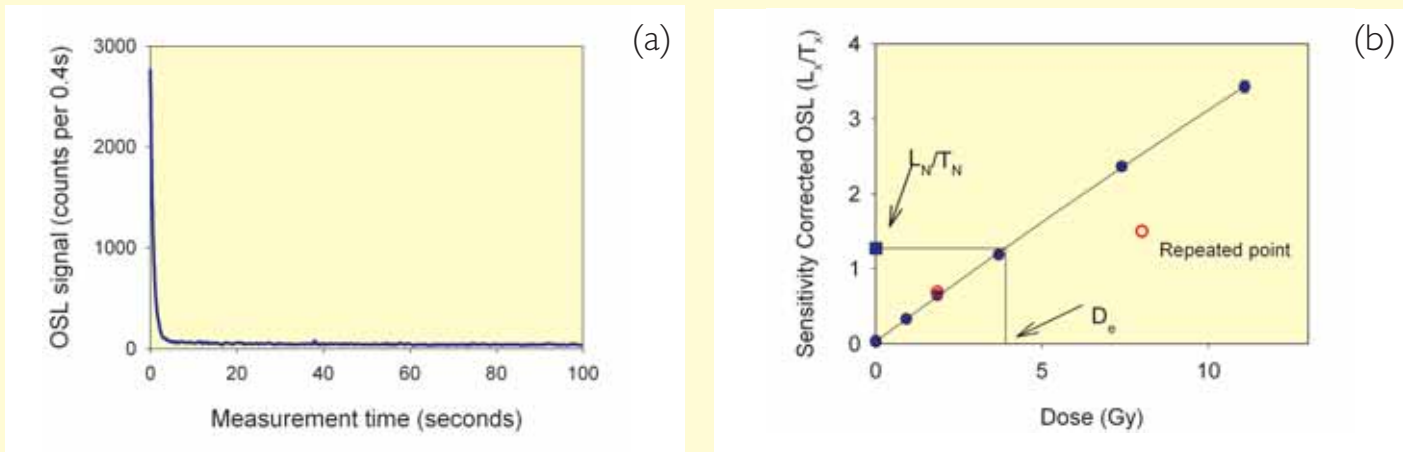 (a)
OSL signal (counts per 0.4s)
3000
2000
1000
0
0 20 40 60 80 100
Measurement time (seconds)
(b)
Sensitivity Corrected OSL (Lx/Tx)
4
3
2
1
0
LN/TN
Repeated point
De
0 5 10
Dose (Gy)